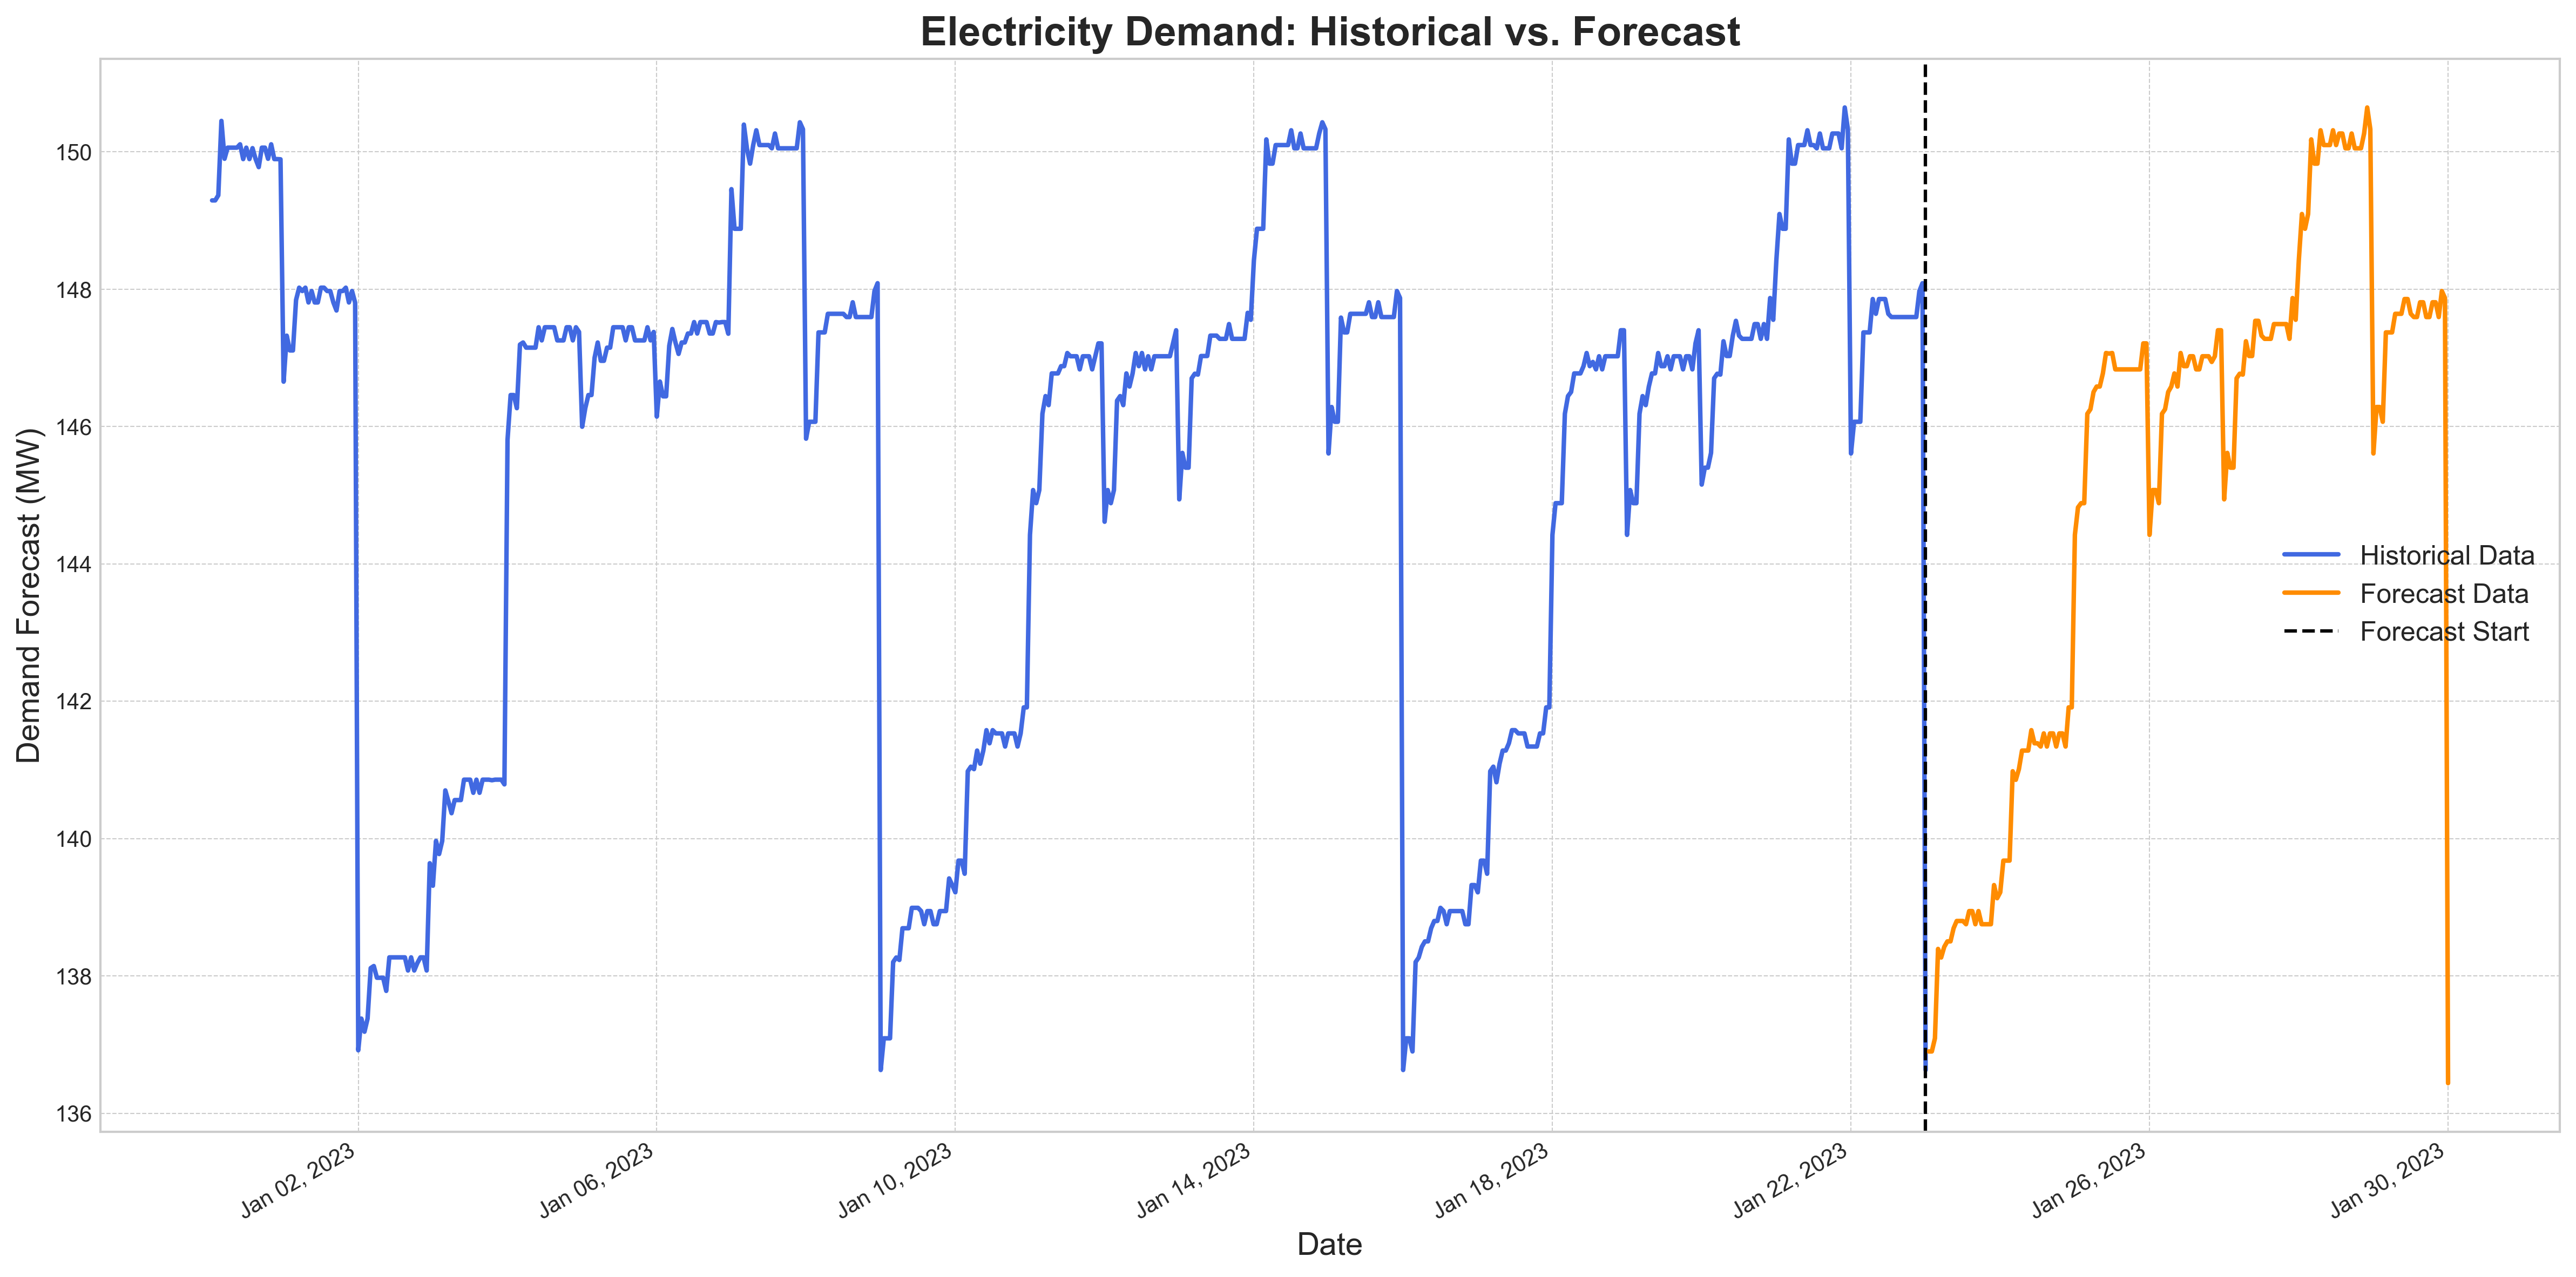 Electricity Demand: Historical vs. Forecast
Demand Forecast (MW)
150
148
146
144
142
140
138
136
Historical Data
Forecast Data
Forecast Start
Jan 02, 2023
Jan 06, 2023
Jan 10, 2023
Jan 14, 2023
Jan 18, 2023
Jan 22, 2023
Jan 26, 2023
Jan 30, 2023
Date